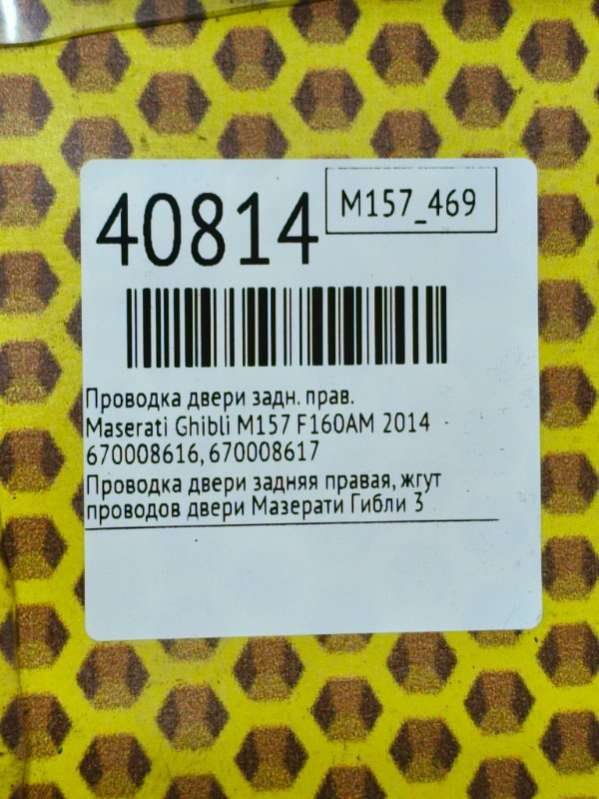 40814
M157_469
Проводка двери задн. прав.
Maserati Ghibli M157 F160AM 2014
670008616, 670008617
Проводка двери задняя правая, жгут
проводов двери Мазерати Гибли 3